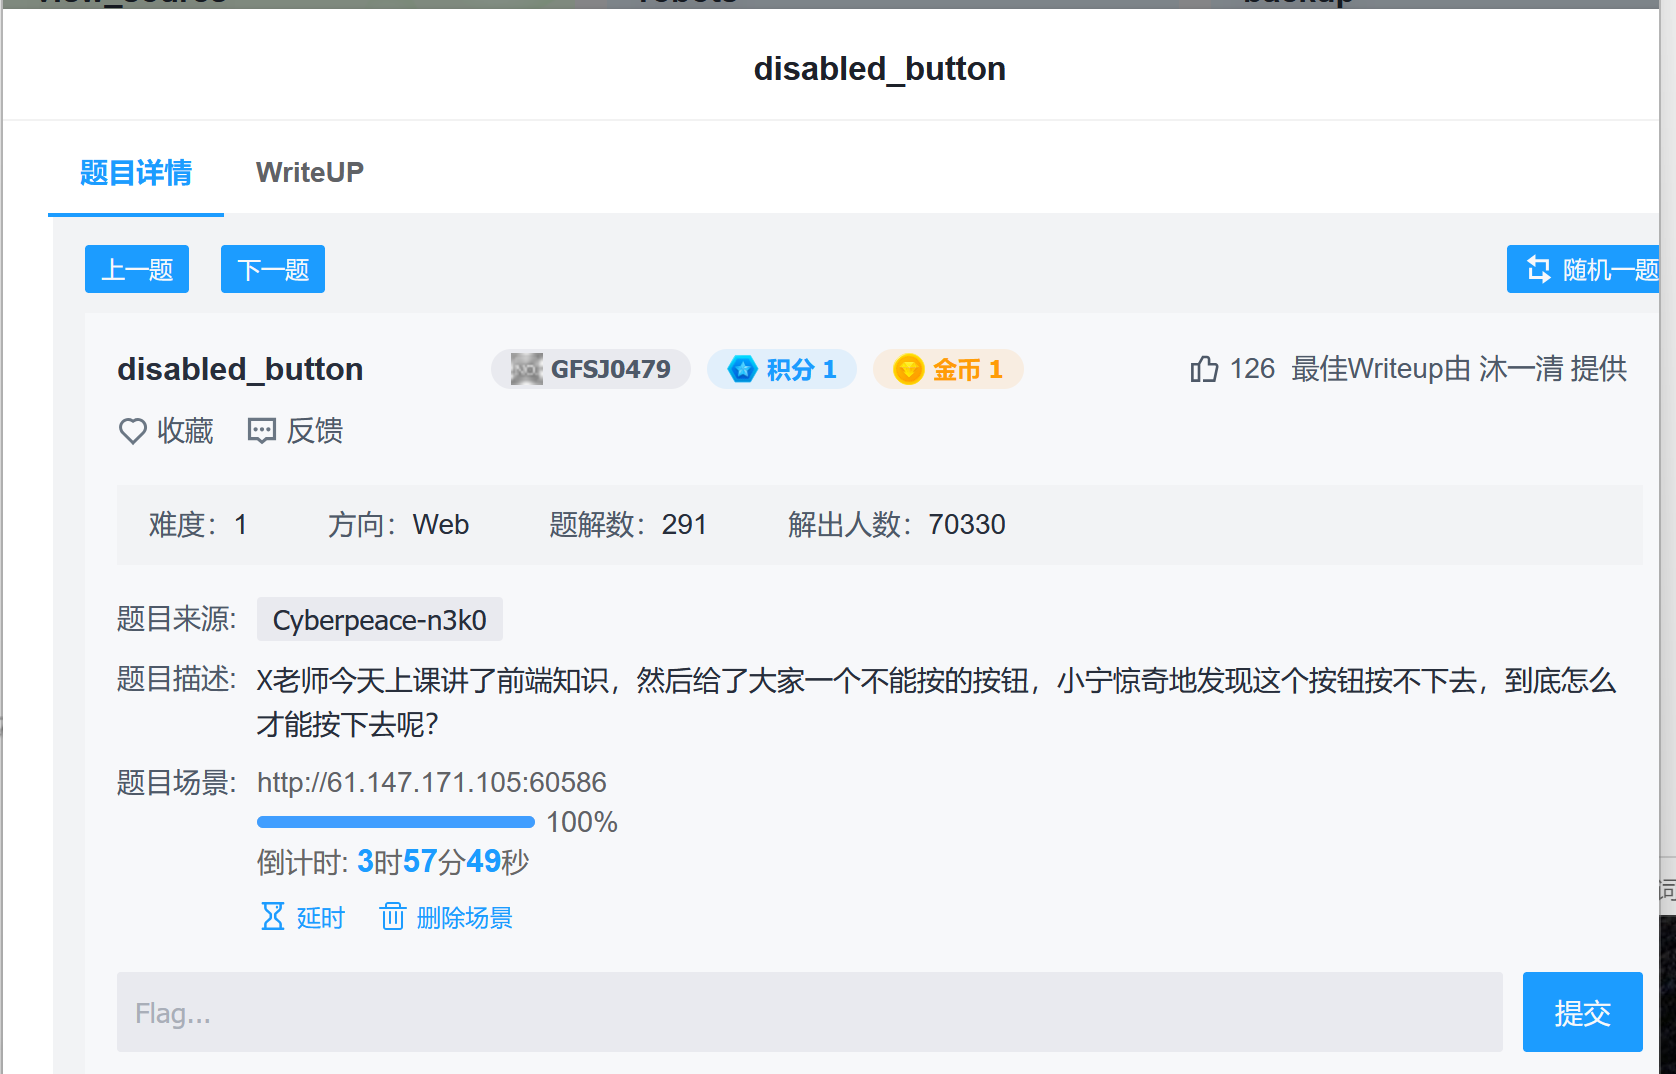 disabled_button
题目详情 WriteUP
上一题 下一题 随机一题
disabled_button GFSJ0479 积分 1 金币 1 126 最佳Writeup由 沐一清 提供
收藏 反馈
难度：1 方向：Web 题解数：291 解出人数：70330
题目来源: Cyberpeace-n3k0
题目描述: X老师今天上课讲了前端知识，然后给了大家一个不能按的按钮，小宁惊奇地发现这个按钮按不下去，到底怎么
才能按下去呢？
题目场景: http://61.147.171.105:60586
100%
倒计时: 3时57分49秒
延时 删除场景
Flag...
提交